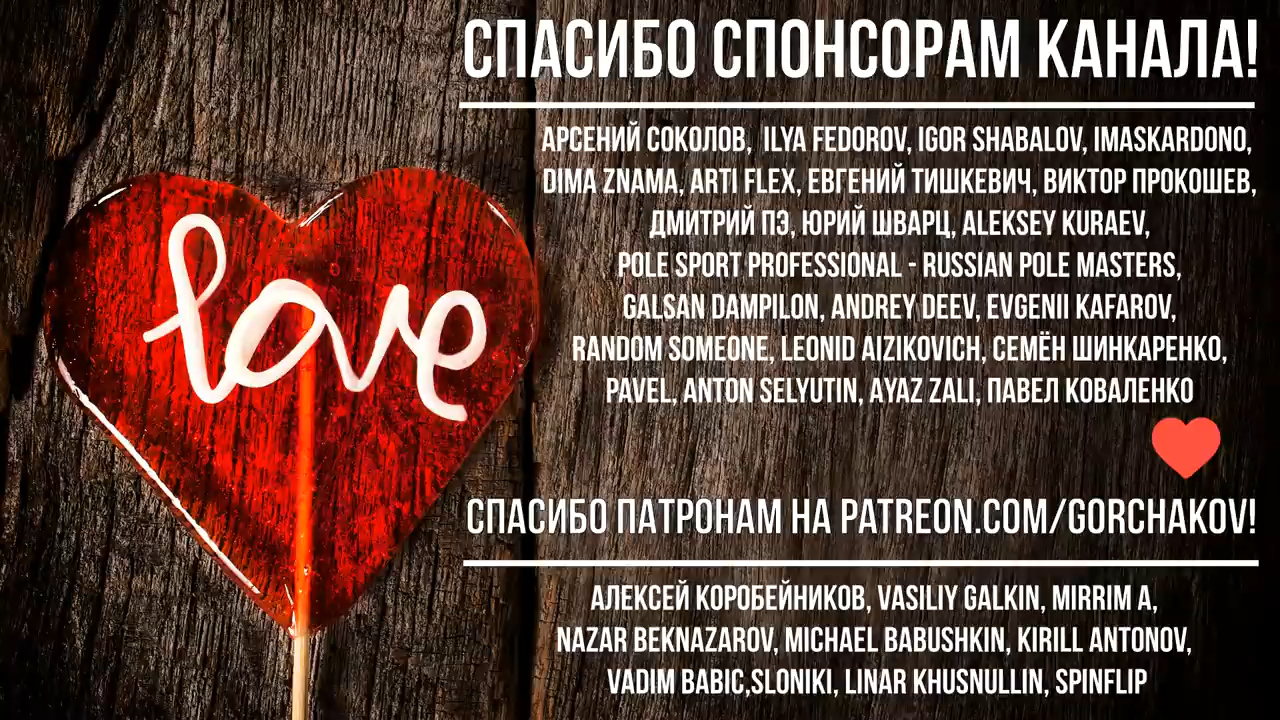 СПАСИБО СПОНСОРАМ КАНАЛА!
АРСЕНИЙ СОКОЛОВ, ILYA FEDOROV, IGOR SHABALOV, IMASKARDONO,
DIMA ZNAMA, ARTI FLEX, ЕВГЕНИЙ ТИШКЕВИЧ, ВИКТОР ПРОКОШЕВ,
ДМИТРИЙ ПЭ, ЮРИЙ ШВАРЦ, ALEKSEY KURAEV,
POLE SPORT PROFESSIONAL - RUSSIAN POLE MASTERS,
GALSAN DAMPILON, ANDREY DEEV, EVGENII KAFAROV,
RANDOM SOMEONE, LEONID AIZIKOVICH, СЕМЁН ШИНКАРЕНКО,
PAVEL, ANTON SELYUTIN, AYAZ ZALI, ПАВЕЛ КОВАЛЕНКО
love
СПАСИБО ПАТРОНАМ НА PATREON.COM/GORCHAKOV!
АЛЕКСЕЙ КОРОБЕЙНИКОВ, VASILIY GALKIN, MIRRIM A,
NAZAR BEKNAZAROV, MICHAEL BABUSHKIN, KIRILL ANTONOV,
VADIM BABIC,SLONIKI, LINAR KHUSNULLIN, SPINFLIP